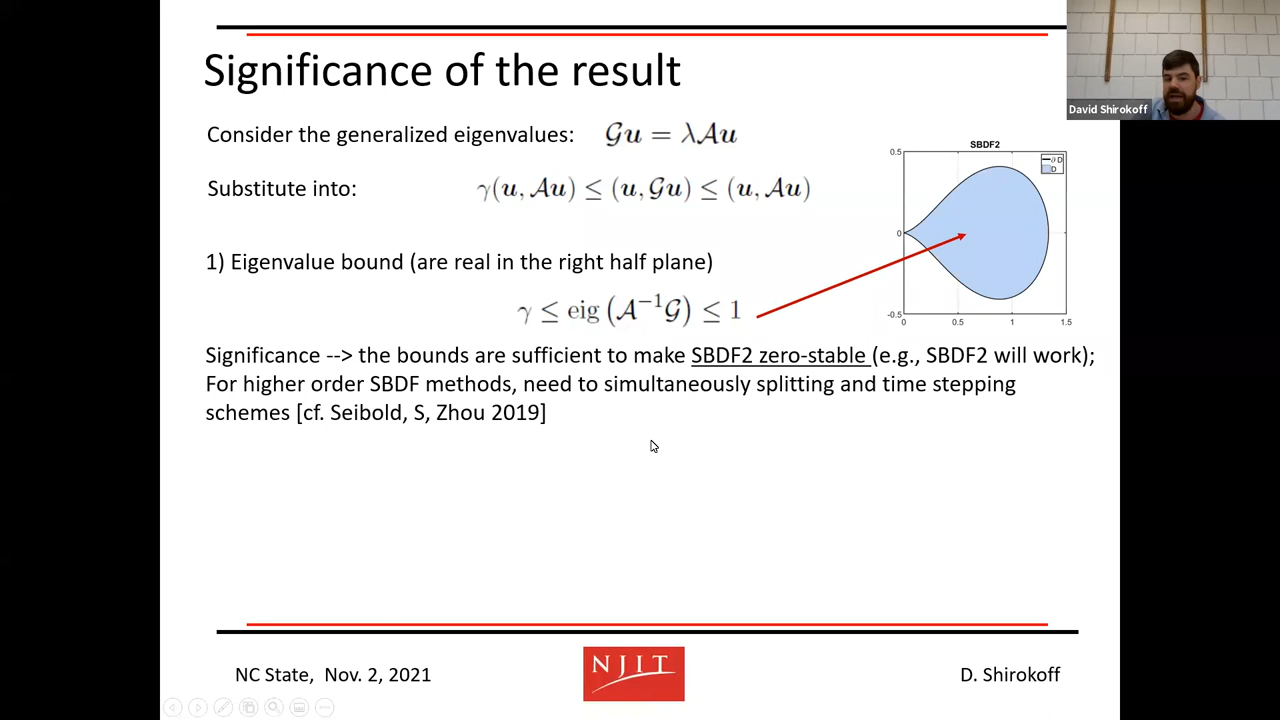 Significance of the result
David Shirokoff
Consider the generalized eigenvalues: 𝒢u = λ𝒜u
Substitute into: γ(u, 𝒜u) ≤ (u, 𝒢u) ≤ (u, 𝒜u)
SBDF2
0.5
∂D
D
0
-0.5
0 0.5 1 1.5
1) Eigenvalue bound (are real in the right half plane)
γ ≤ eig (𝒜⁻¹𝒢) ≤ 1
Significance --> the bounds are sufficient to make SBDF2 zero-stable (e.g., SBDF2 will work);
For higher order SBDF methods, need to simultaneously splitting and time stepping
schemes [cf. Seibold, S, Zhou 2019]
NC State, Nov. 2, 2021
NJIT
D. Shirokoff